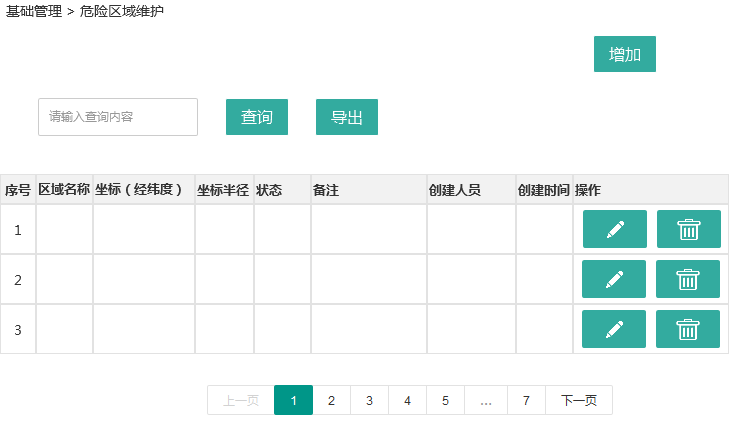 基础管理 > 危险区域维护
增加
请输入查询内容 查询 导出
序号 区域名称 坐标（经纬度） 坐标半径 状态 备注 创建人员 创建时间 操作
1
2
3
上一页 1 2 3 4 5 ... 7 下一页